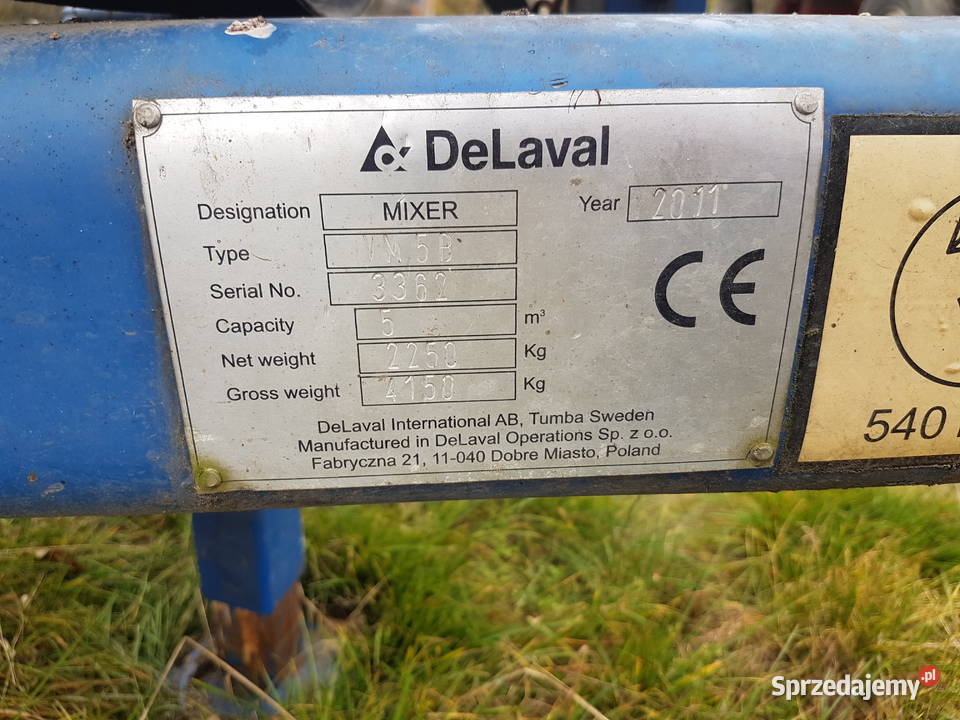 DeLaval
Designation MIXER
Year 2011
Type VM 5B
Serial No. 3362
Capacity 5 m³
Net weight 2250 Kg
Gross weight 4150 Kg
DeLaval International AB, Tumba Sweden
Manufactured in DeLaval Operations Sp. z o.o.
Fabryczna 21, 11-040 Dobre Miasto, Poland
CE
540
Sprzedajemy.pl